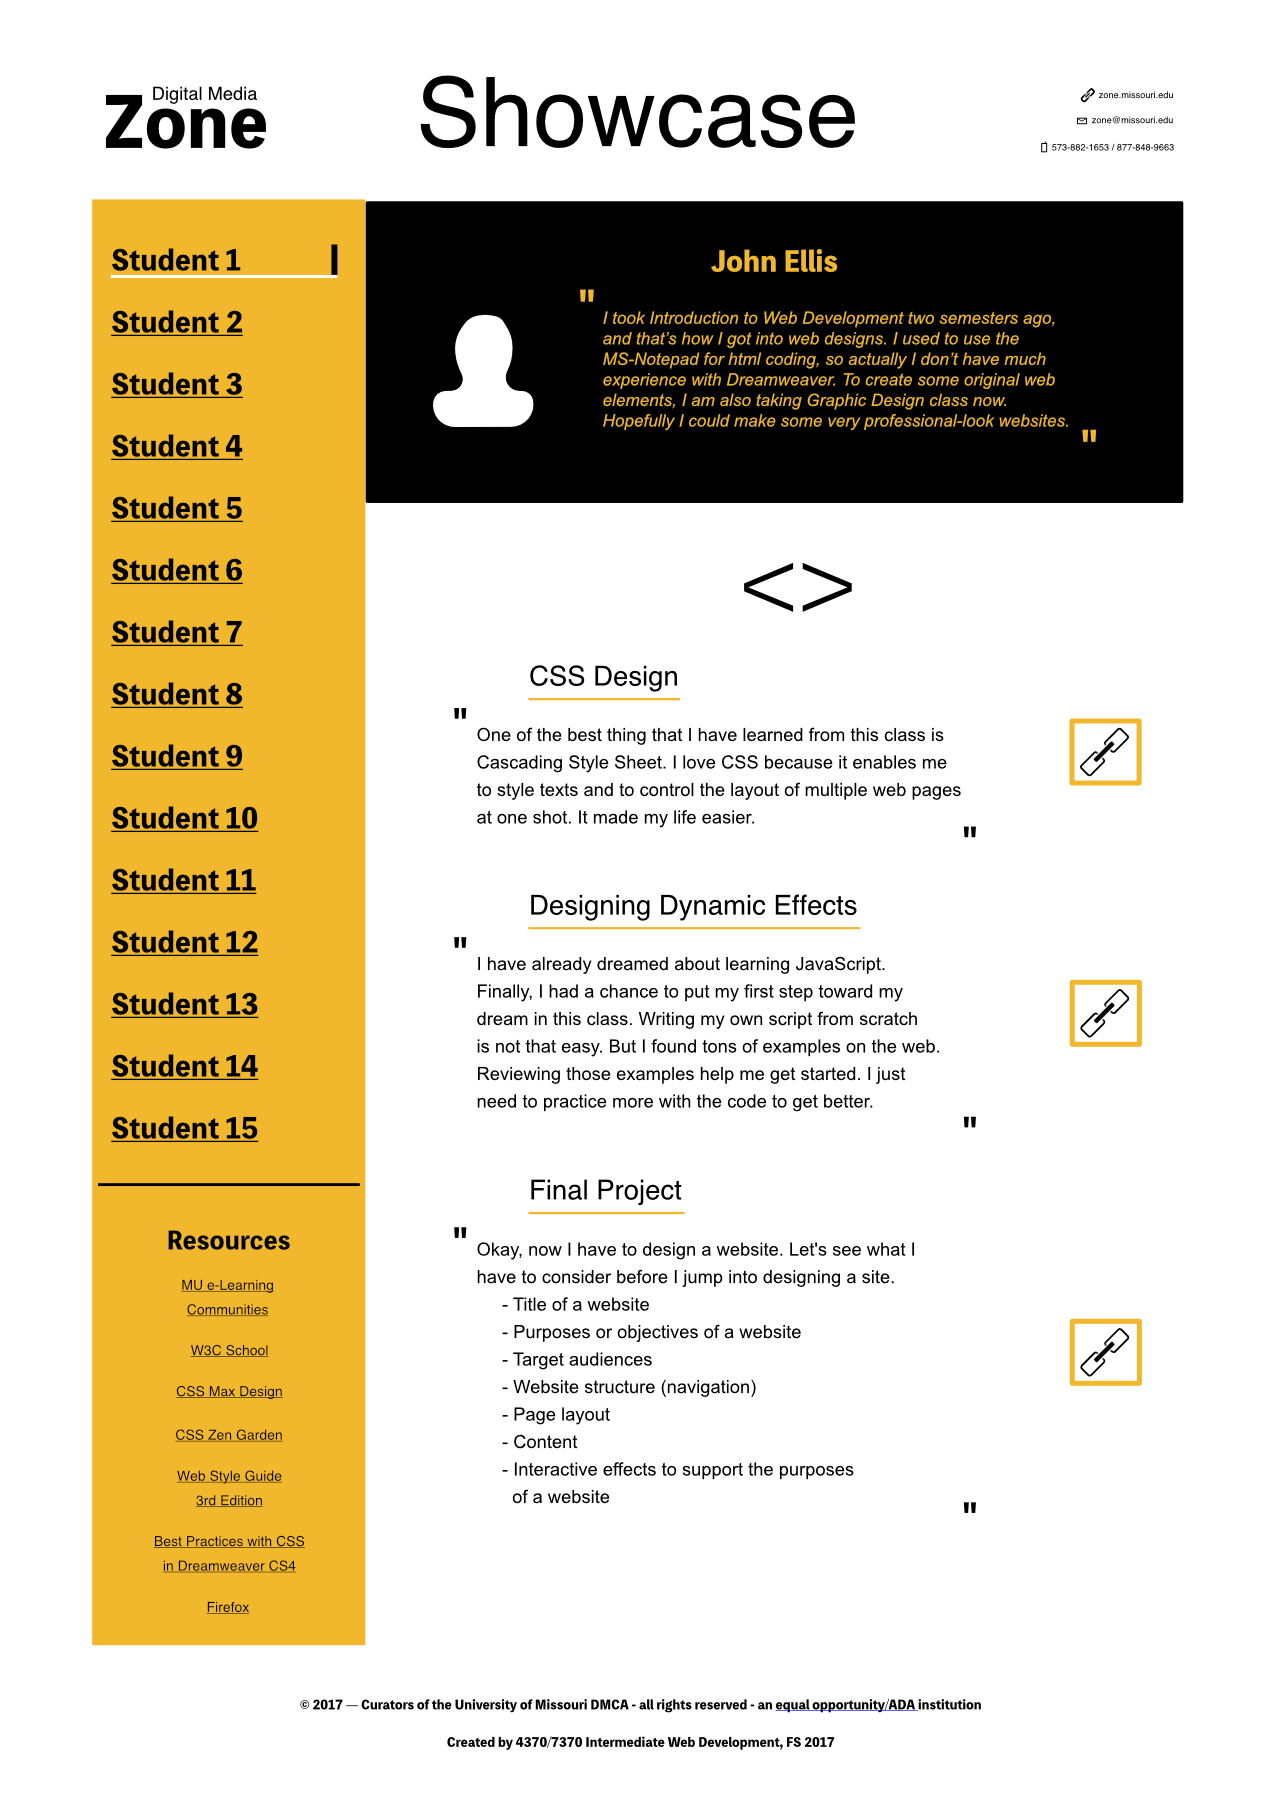 Digital Media
Zone
Showcase
zone.missouri.edu
zone@missouri.edu
573-882-1653 / 877-848-9663
Student 1
Student 2
Student 3
Student 4
Student 5
Student 6
Student 7
Student 8
Student 9
Student 10
Student 11
Student 12
Student 13
Student 14
Student 15
Resources
MU e-Learning
Communities
W3C School
CSS Max Design
CSS Zen Garden
Web Style Guide
3rd Edition
Best Practices with CSS
in Dreamweaver CS4
Firefox
John Ellis
"
I took Introduction to Web Development two semesters ago,
and that’s how I got into web designs. I used to use the
MS-Notepad for html coding, so actually I don’t have much
experience with Dreamweaver. To create some original web
elements, I am also taking Graphic Design class now.
Hopefully I could make some very professional-look websites.
"
<>
CSS Design
"
One of the best thing that I have learned from this class is
Cascading Style Sheet. I love CSS because it enables me
to style texts and to control the layout of multiple web pages
at one shot. It made my life easier.
"
Designing Dynamic Effects
"
I have already dreamed about learning JavaScript.
Finally, I had a chance to put my first step toward my
dream in this class. Writing my own script from scratch
is not that easy. But I found tons of examples on the web.
Reviewing those examples help me get started. I just
need to practice more with the code to get better.
"
Final Project
"
Okay, now I have to design a website. Let's see what I
have to consider before I jump into designing a site.
- Title of a website
- Purposes or objectives of a website
- Target audiences
- Website structure (navigation)
- Page layout
- Content
- Interactive effects to support the purposes
of a website
"
© 2017 — Curators of the University of Missouri DMCA - all rights reserved - an equal opportunity/ADA institution
Created by 4370/7370 Intermediate Web Development, FS 2017